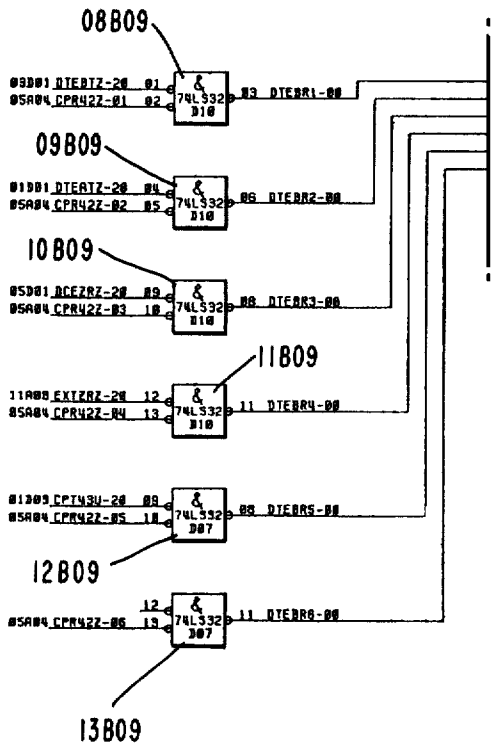 08B09
03D01 DTEBTZ-20 01
05A04 CPR42Z-01 02
&
74LS32
D10
03 DTEBR1-00
09B09
01D01 DTEATZ-20 04
05A04 CPR42Z-02 05
&
74LS32
D10
06 DTEBR2-00
10B09
05D01 DCEZRZ-20 09
05A04 CPR42Z-03 10
&
74LS32
D10
08 DTEBR3-00
11B09
11A08 EXTZRZ-20 12
05A04 CPR42Z-04 13
&
74LS32
D10
11 DTEBR4-00
01D09 CPT43U-20 09
05A04 CPR42Z-05 10
&
74LS32
D07
08 DTEBR5-00
12B09
12
05A04 CPR42Z-06 13
&
74LS32
D07
11 DTEBR6-00
13B09